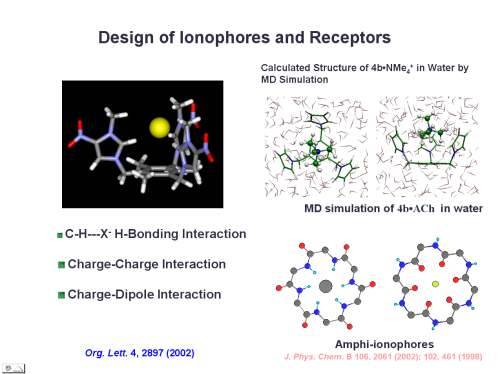 Design of Ionophores and Receptors
Calculated Structure of 4b•NMe4+ in Water by
MD Simulation
MD simulation of 4b•ACh in water
C-H---X- H-Bonding Interaction
Charge-Charge Interaction
Charge-Dipole Interaction
Org. Lett. 4, 2897 (2002)
Amphi-ionophores
J. Phys. Chem. B 106, 2061 (2002); 102, 461 (1998)